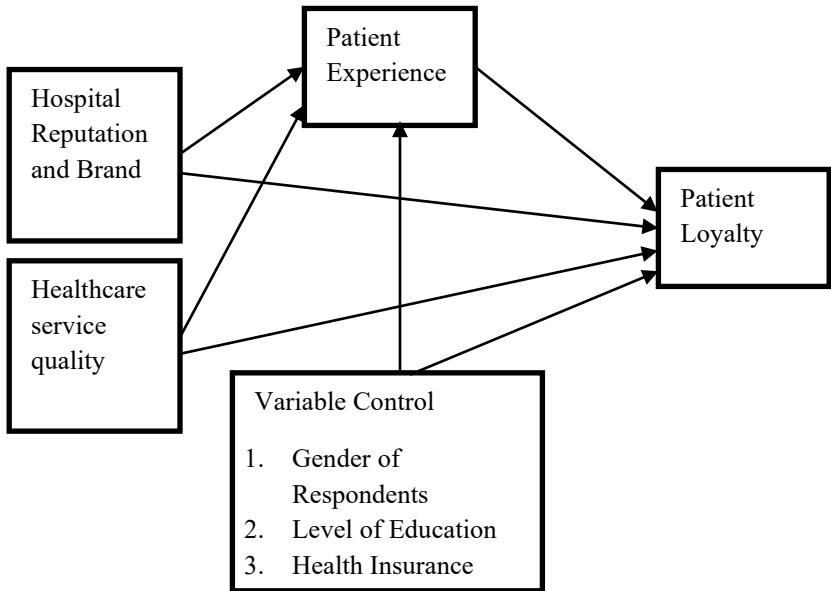 Patient
Experience
Hospital
Reputation
and Brand
Patient
Loyalty
Healthcare
service
quality
Variable Control
1. Gender of
Respondents
2. Level of Education
3. Health Insurance